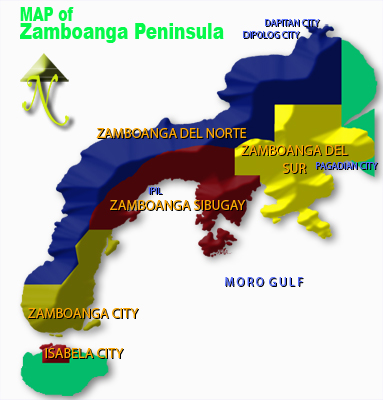 MAP of
Zamboanga Peninsula
DAPITAN CITY
DIPOLOG CITY
N
ZAMBOANGA DEL NORTE
ZAMBOANGA DEL
SUR
PAGADIAN CITY
IPIL
ZAMBOANGA SIBUGAY
MORO GULF
ZAMBOANGA CITY
ISABELA CITY